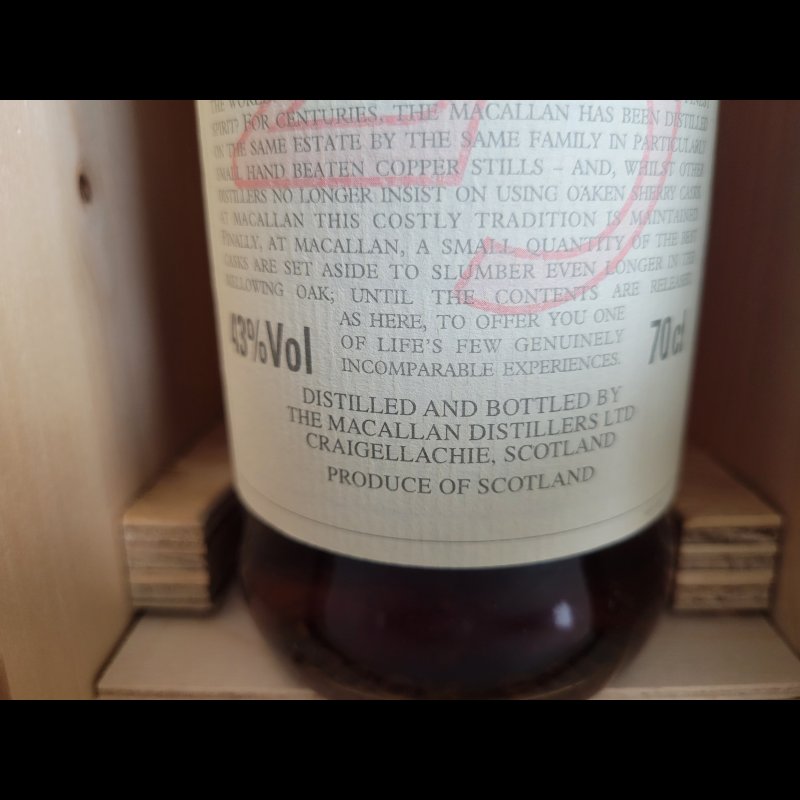 THE WORLD
SPIRIT? FOR CENTURIES, THE MACALLAN HAS BEEN DISTILLED
ON THE SAME ESTATE BY THE SAME FAMILY IN PARTICULARLY
SMALL HAND BEATEN COPPER STILLS – AND, WHILST OTHER
DISTILLERS NO LONGER INSIST ON USING OAKEN SHERRY CASKS,
AT MACALLAN THIS COSTLY TRADITION IS MAINTAINED.
FINALLY, AT MACALLAN, A SMALL QUANTITY OF THE BEST
CASKS ARE SET ASIDE TO SLUMBER EVEN LONGER IN THE
MELLOWING OAK; UNTIL THE CONTENTS ARE RELEASED,
AS HERE, TO OFFER YOU ONE
OF LIFE'S FEW GENUINELY
INCOMPARABLE EXPERIENCES.
43%Vol
70cl
DISTILLED AND BOTTLED BY
THE MACALLAN DISTILLERS LTD
CRAIGELLACHIE, SCOTLAND
PRODUCE OF SCOTLAND